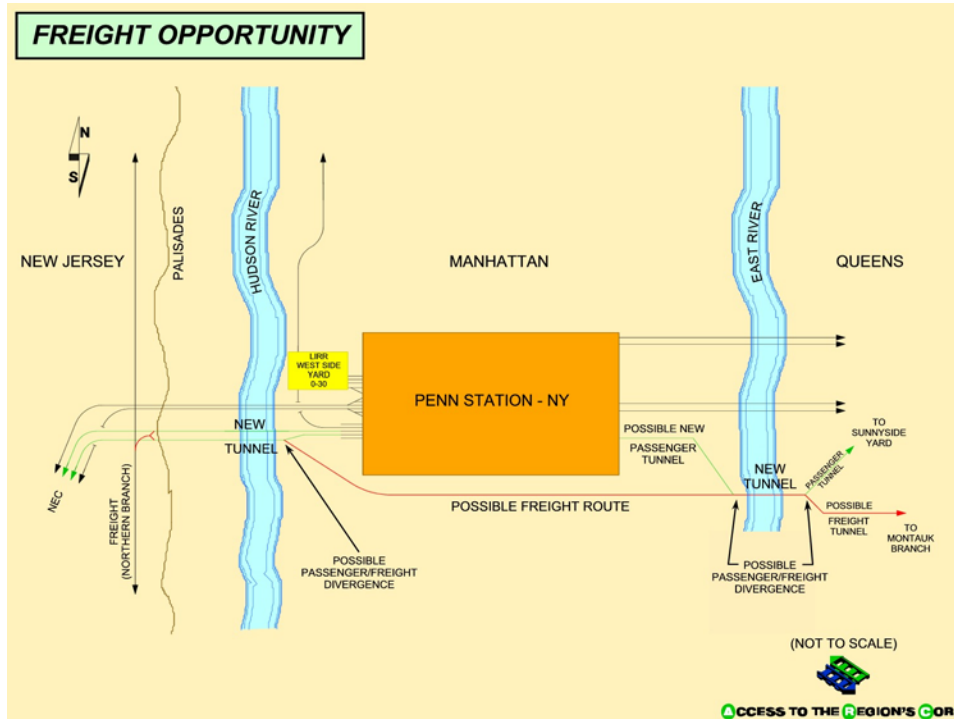 FREIGHT OPPORTUNITY
N
S
NEW JERSEY
PALISADES
HUDSON RIVER
MANHATTAN
EAST RIVER
QUEENS
LIRR
WEST SIDE
YARD
0-30
PENN STATION - NY
NEW
TUNNEL
POSSIBLE NEW
PASSENGER
TUNNEL
TO
SUNNYSIDE
YARD
PASSENGER
TUNNEL
NEW
TUNNEL
NEC
FREIGHT
(NORTHERN BRANCH)
POSSIBLE FREIGHT ROUTE
POSSIBLE
FREIGHT
TUNNEL
TO
MONTAUK
BRANCH
POSSIBLE
PASSENGER/FREIGHT
DIVERGENCE
POSSIBLE
PASSENGER/FREIGHT
DIVERGENCE
(NOT TO SCALE)
ACCESS TO THE REGION'S COR